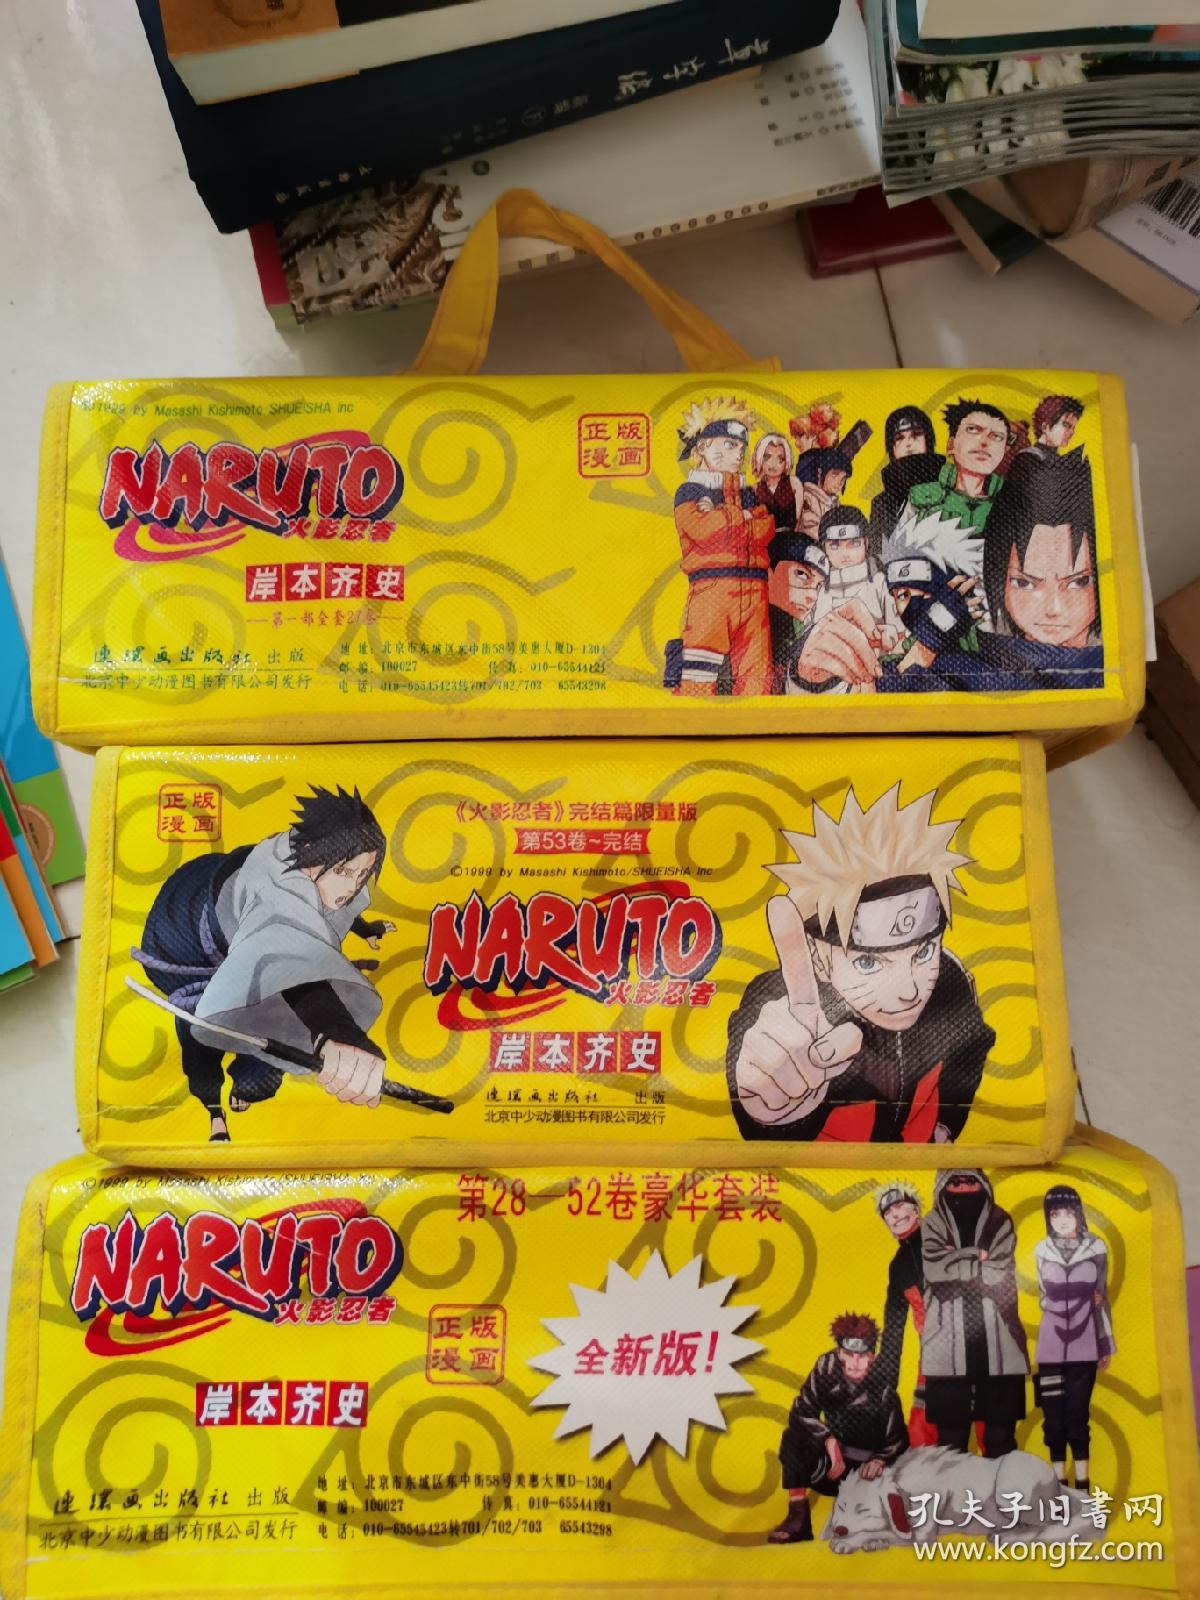 ©1999 by Masashi Kishimoto SHUEISHA Inc
正版
漫画
NARUTO
火影忍者
岸本齐史
第一部全套27卷
连环画出版社 出版
北京中少动漫图书有限公司发行
地址：北京市东城区东中街58号美惠大厦D-1304
邮编：100027 传真：010-65544121
电话：010-65545423转701/702/703 65543298
正版
漫画
《火影忍者》完结篇限量版
第53卷~完结
©1999 by Masashi Kishimoto/SHUEISHA Inc
NARUTO
火影忍者
岸本齐史
连环画出版社 出版
北京中少动漫图书有限公司发行
©1999 by Masashi Kishimoto/SHUEISHA Inc
第28—52卷豪华套装
NARUTO
火影忍者
正版
漫画
全新版！
岸本齐史
连环画出版社 出版
北京中少动漫图书有限公司发行
地址：北京市东城区东中街58号美惠大厦D-1304
邮编：100027 传真：010-65544121
电话：010-65545423转701/702/703 65543298
孔夫子旧书网
www.kongfz.com